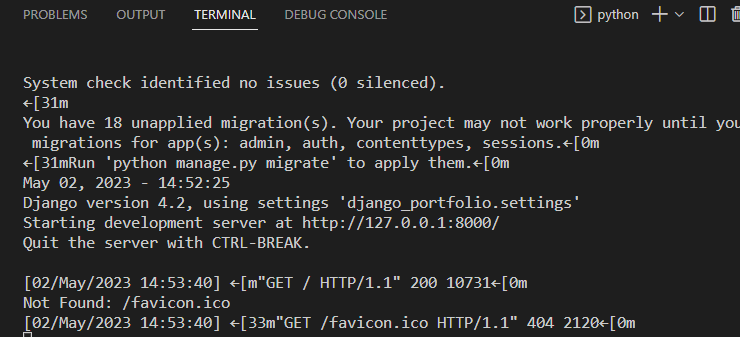 PROBLEMS OUTPUT TERMINAL DEBUG CONSOLE python
System check identified no issues (0 silenced).
←[31m
You have 18 unapplied migration(s). Your project may not work properly until you
migrations for app(s): admin, auth, contenttypes, sessions.←[0m
←[31mRun 'python manage.py migrate' to apply them.←[0m
May 02, 2023 - 14:52:25
Django version 4.2, using settings 'django_portfolio.settings'
Starting development server at http://127.0.0.1:8000/
Quit the server with CTRL-BREAK.
[02/May/2023 14:53:40] ←[m"GET / HTTP/1.1" 200 10731←[0m
Not Found: /favicon.ico
[02/May/2023 14:53:40] ←[33m"GET /favicon.ico HTTP/1.1" 404 2120←[0m